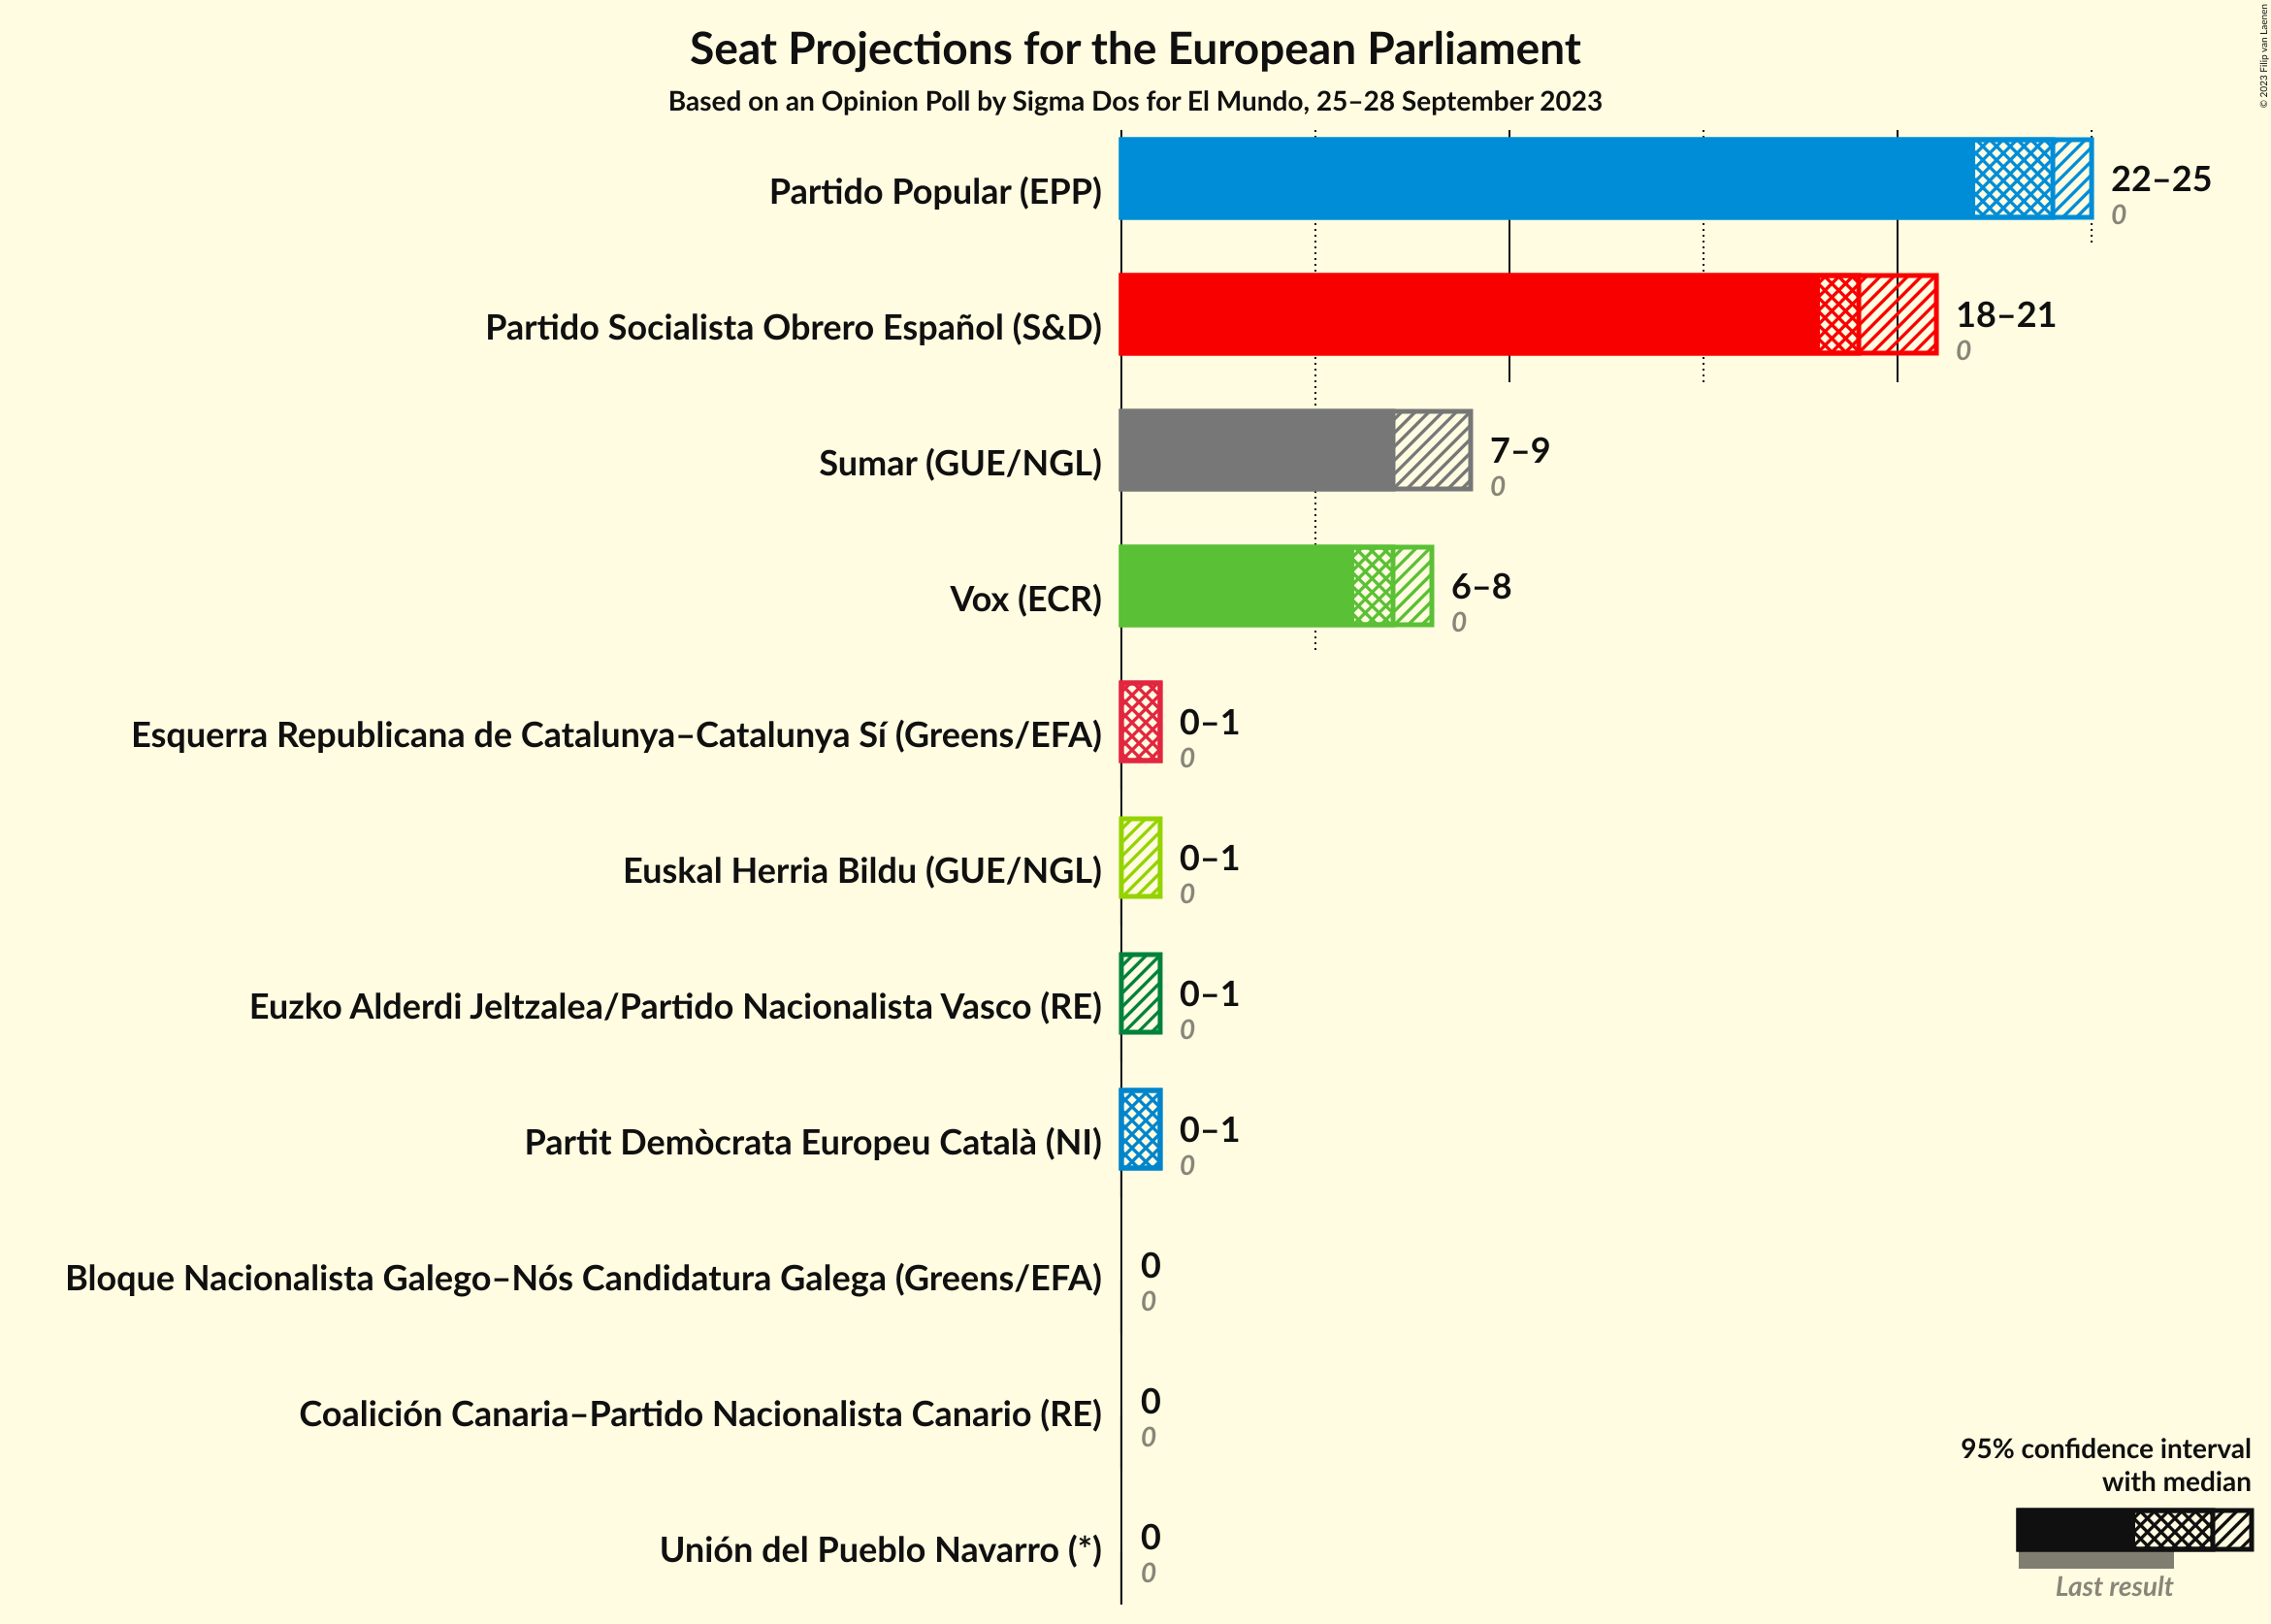 Seat Projections for the European Parliament
Based on an Opinion Poll by Sigma Dos for El Mundo, 25–28 September 2023
© 2023 Filip van Laenen
Partido Popular (EPP)
22–25
0
Partido Socialista Obrero Español (S&D)
18–21
0
Sumar (GUE/NGL)
7–9
0
Vox (ECR)
6–8
0
Esquerra Republicana de Catalunya–Catalunya Sí (Greens/EFA)
0–1
0
Euskal Herria Bildu (GUE/NGL)
0–1
0
Euzko Alderdi Jeltzalea/Partido Nacionalista Vasco (RE)
0–1
0
Partit Demòcrata Europeu Català (NI)
0–1
0
Bloque Nacionalista Galego–Nós Candidatura Galega (Greens/EFA)
0
0
Coalición Canaria–Partido Nacionalista Canario (RE)
0
0
Unión del Pueblo Navarro (*)
0
0
95% confidence interval
with median
Last result